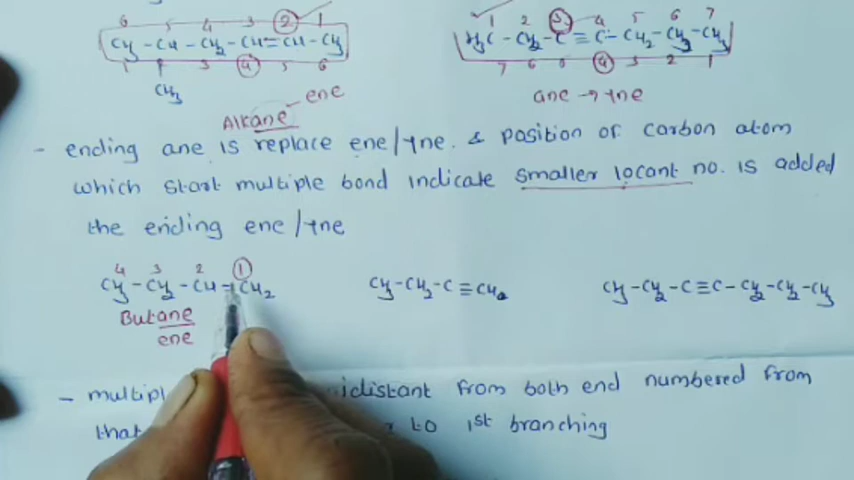 6 5 4 3 2 1 1 2 3 4 5 6 7
CH3 - CH - CH2 - CH = CH - CH3 H3C - CH2 - C ≡ C - CH2 - CH2 - CH3
1 2 3 4 5 6 7 6 5 4 3 2 1
CH3 ene ane → yne
Alkane
- ending ane is replace ene/yne. & position of carbon atom
which start multiple bond indicate smaller locant no. is added
the ending ene/yne
4 3 2 1
CH3 - CH2 - CH = CH2 CH3 - CH2 - C ≡ CH CH3 - CH2 - C ≡ C - CH2 - CH2 - CH3
Butane
ene
- idistant from both end numbered from
to 1st branching